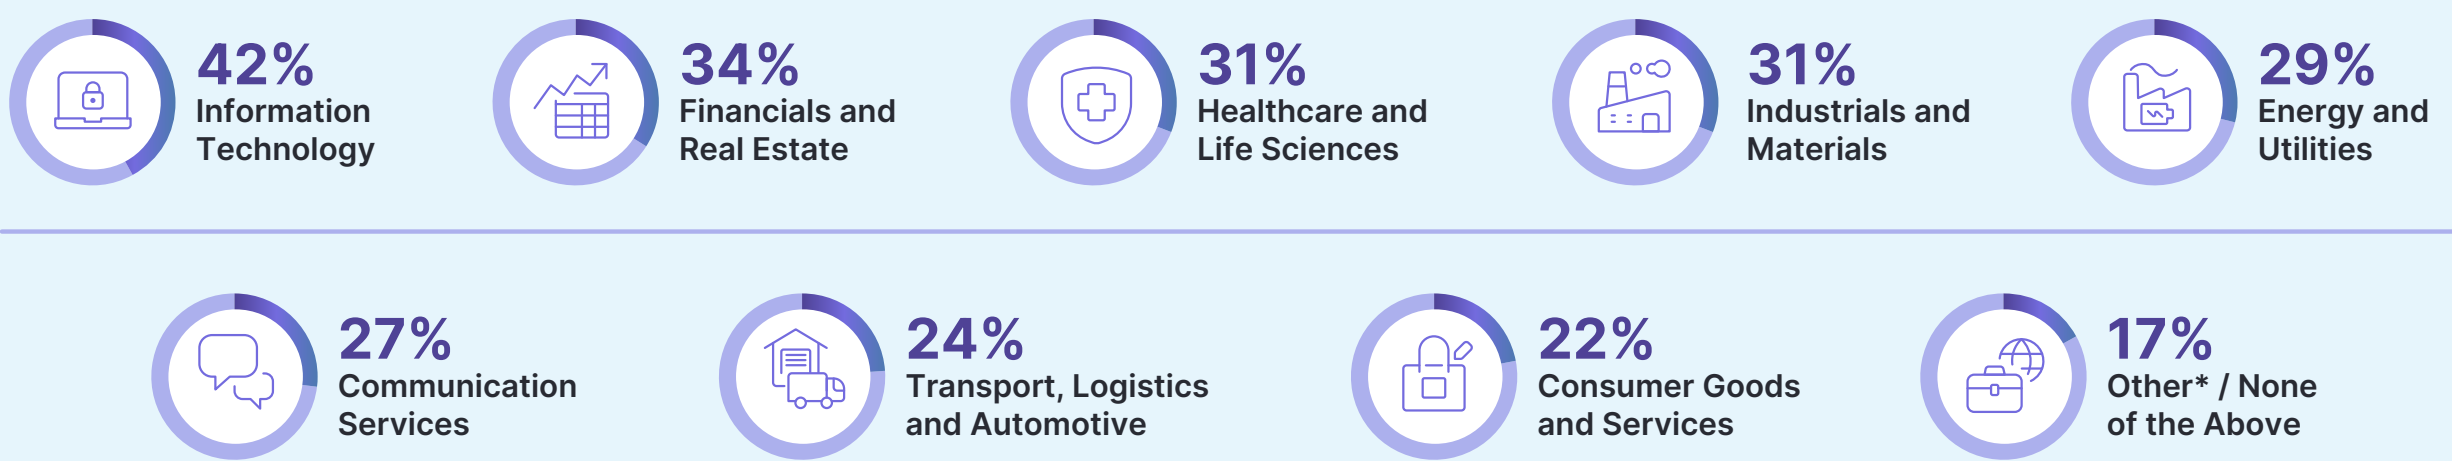 42%
Information
Technology
34%
Financials and
Real Estate
31%
Healthcare and
Life Sciences
31%
Industrials and
Materials
29%
Energy and
Utilities
27%
Communication
Services
24%
Transport, Logistics
and Automotive
22%
Consumer Goods
and Services
17%
Other* / None
of the Above